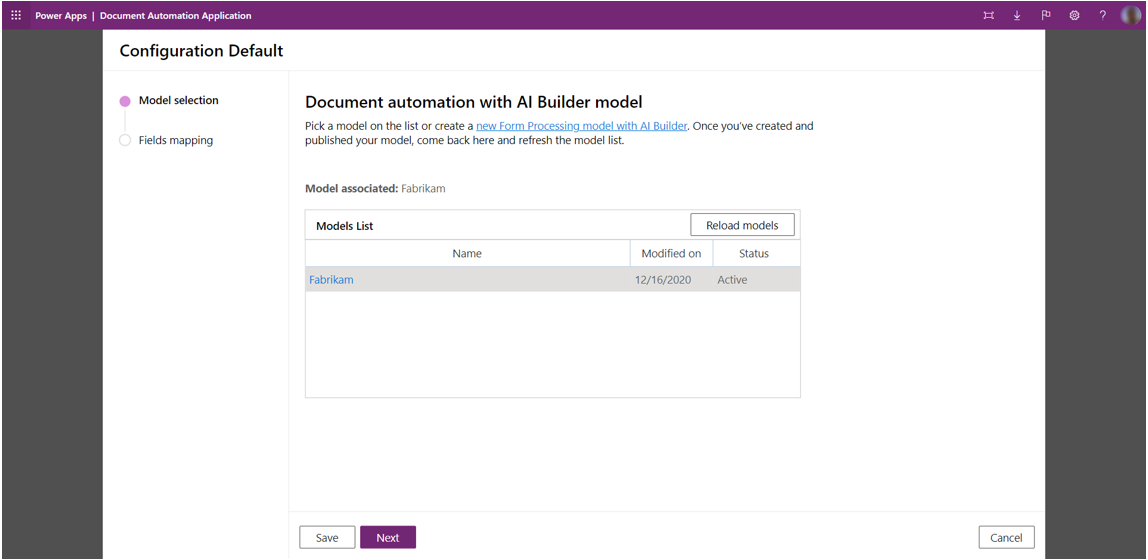 Power Apps | Document Automation Application
?
Configuration Default
Model selection
Fields mapping
Document automation with AI Builder model
Pick a model on the list or create a new Form Processing model with AI Builder. Once you've created and
published your model, come back here and refresh the model list.
Model associated: Fabrikam
Models List Reload models
Name Modified on Status
Fabrikam 12/16/2020 Active
Save Next Cancel